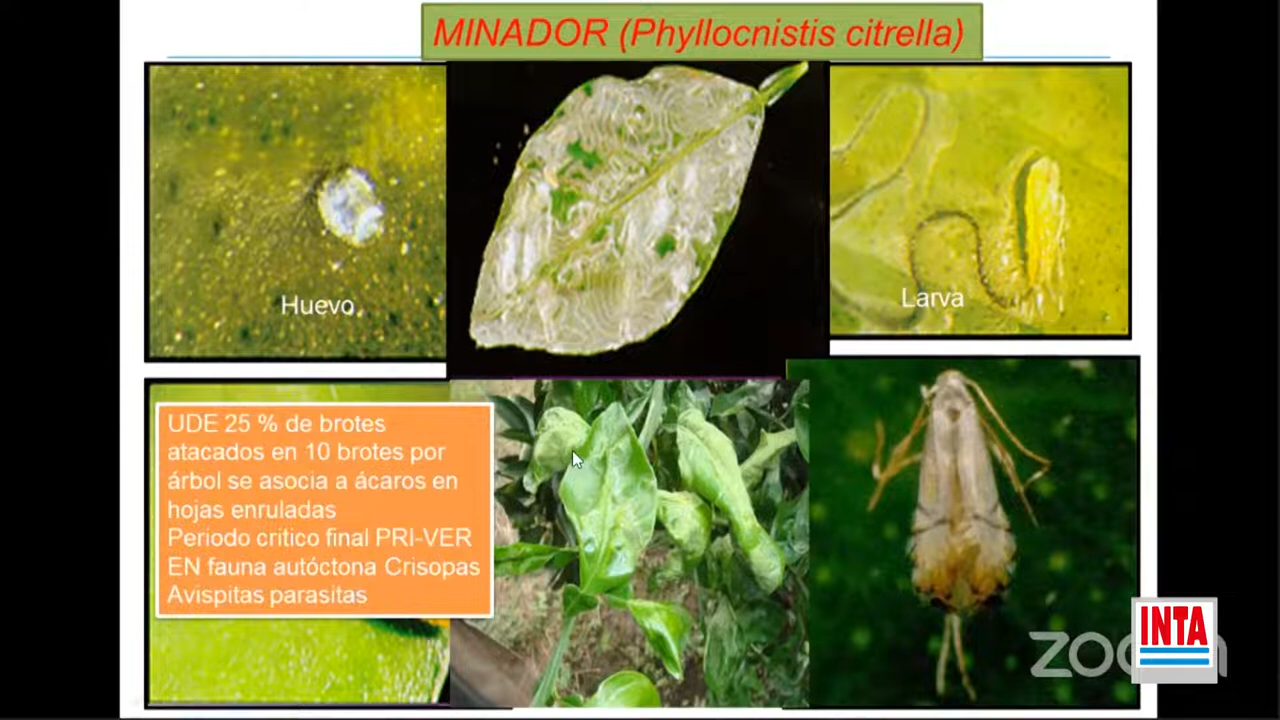 MINADOR (Phyllocnistis citrella)
Huevo
Larva
UDE 25 % de brotes
atacados en 10 brotes por
árbol se asocia a ácaros en
hojas enruladas
Periodo critico final PRI-VER
EN fauna autóctona Crisopas
Avispitas parasitas
zoom
INTA